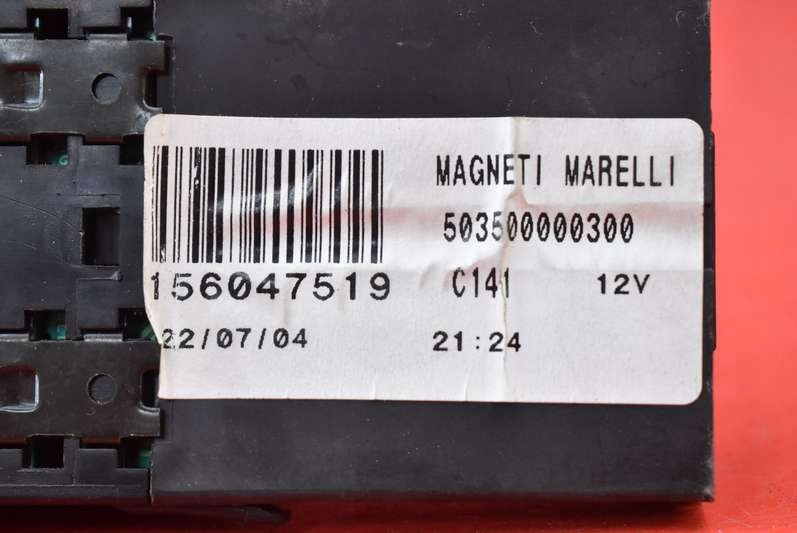 MAGNETI MARELLI
503500000300
156047519 C141 12V
22/07/04 21:24